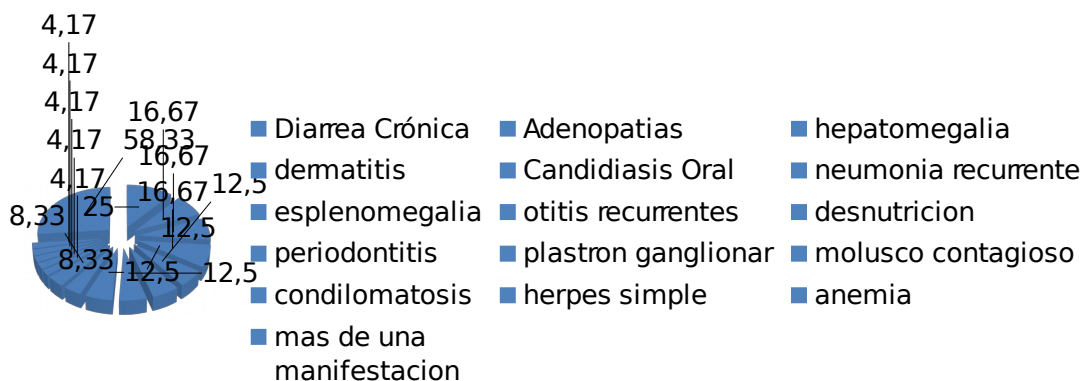 4,17
4,17
4,17
4,17
4,17
16,67
58,33
16,67
16,67
12,5
25
8,33
12,5
8,33
12,5
12,5
Diarrea Crónica
Adenopatias
hepatomegalia
dermatitis
Candidiasis Oral
neumonia recurrente
esplenomegalia
otitis recurrentes
desnutricion
periodontitis
plastron ganglionar
molusco contagioso
condilomatosis
herpes simple
anemia
mas de una
manifestacion